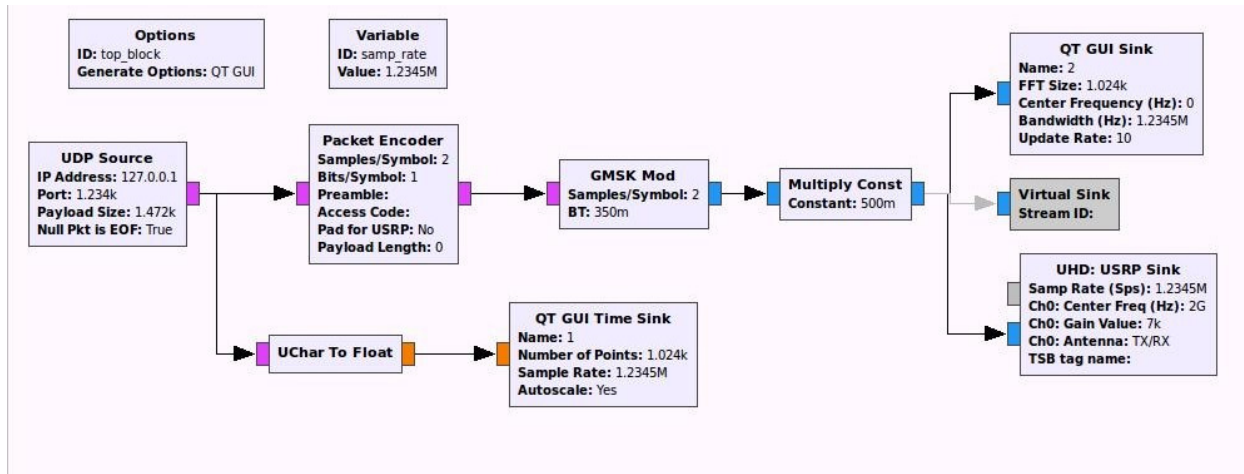 Options
ID: top_block
Generate Options: QT GUI
Variable
ID: samp_rate
Value: 1.2345M
UDP Source
IP Address: 127.0.0.1
Port: 1.234k
Payload Size: 1.472k
Null Pkt is EOF: True
Packet Encoder
Samples/Symbol: 2
Bits/Symbol: 1
Preamble:
Access Code:
Pad for USRP: No
Payload Length: 0
GMSK Mod
Samples/Symbol: 2
BT: 350m
Multiply Const
Constant: 500m
QT GUI Sink
Name: 2
FFT Size: 1.024k
Center Frequency (Hz): 0
Bandwidth (Hz): 1.2345M
Update Rate: 10
Virtual Sink
Stream ID:
UHD: USRP Sink
Samp Rate (Sps): 1.2345M
Ch0: Center Freq (Hz): 2G
Ch0: Gain Value: 7k
Ch0: Antenna: TX/RX
TSB tag name:
UChar To Float
QT GUI Time Sink
Name: 1
Number of Points: 1.024k
Sample Rate: 1.2345M
Autoscale: Yes